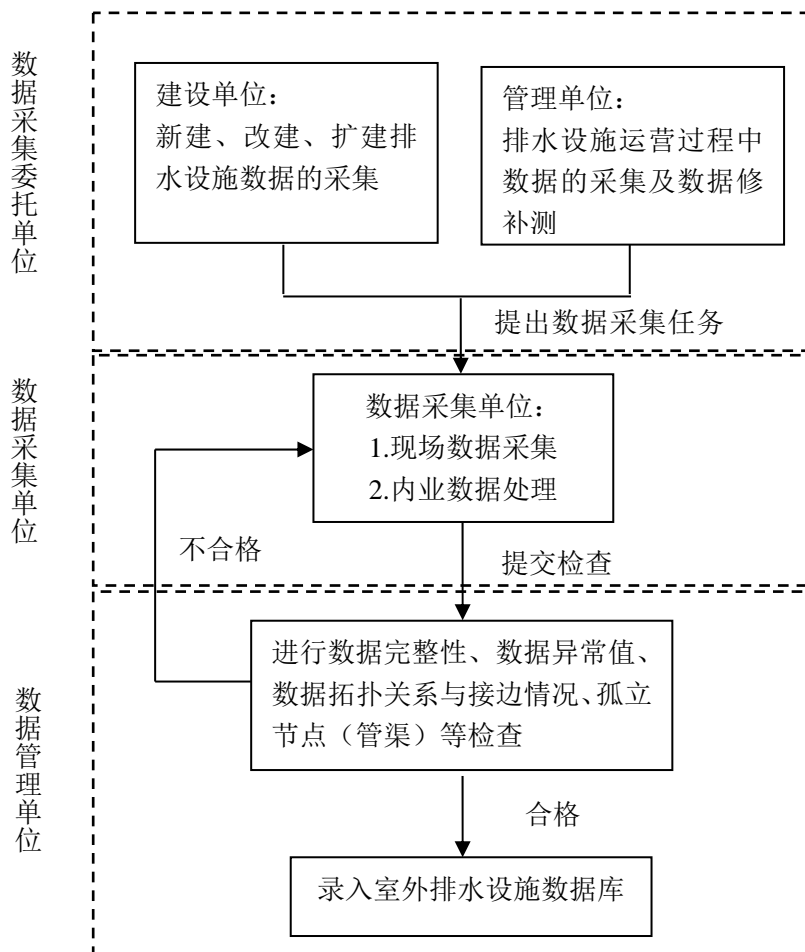 数据采集委托单位
建设单位：
新建、改建、扩建排
水设施数据的采集
管理单位：
排水设施运营过程中
数据的采集及数据修
补测
提出数据采集任务
数据采集单位
数据采集单位：
1.现场数据采集
2.内业数据处理
不合格
提交检查
数据管理单位
进行数据完整性、数据异常值、
数据拓扑关系与接边情况、孤立
节点（管渠）等检查
合格
录入室外排水设施数据库